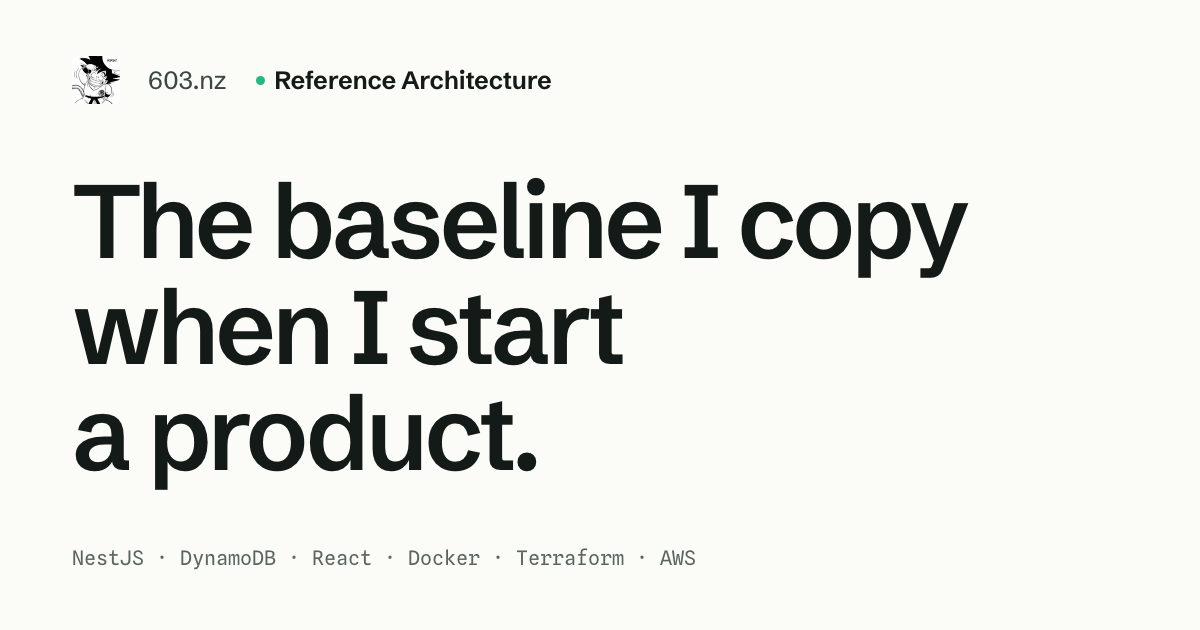 603.nz • Reference Architecture
The baseline I copy
when I start
a product.
NestJS · DynamoDB · React · Docker · Terraform · AWS